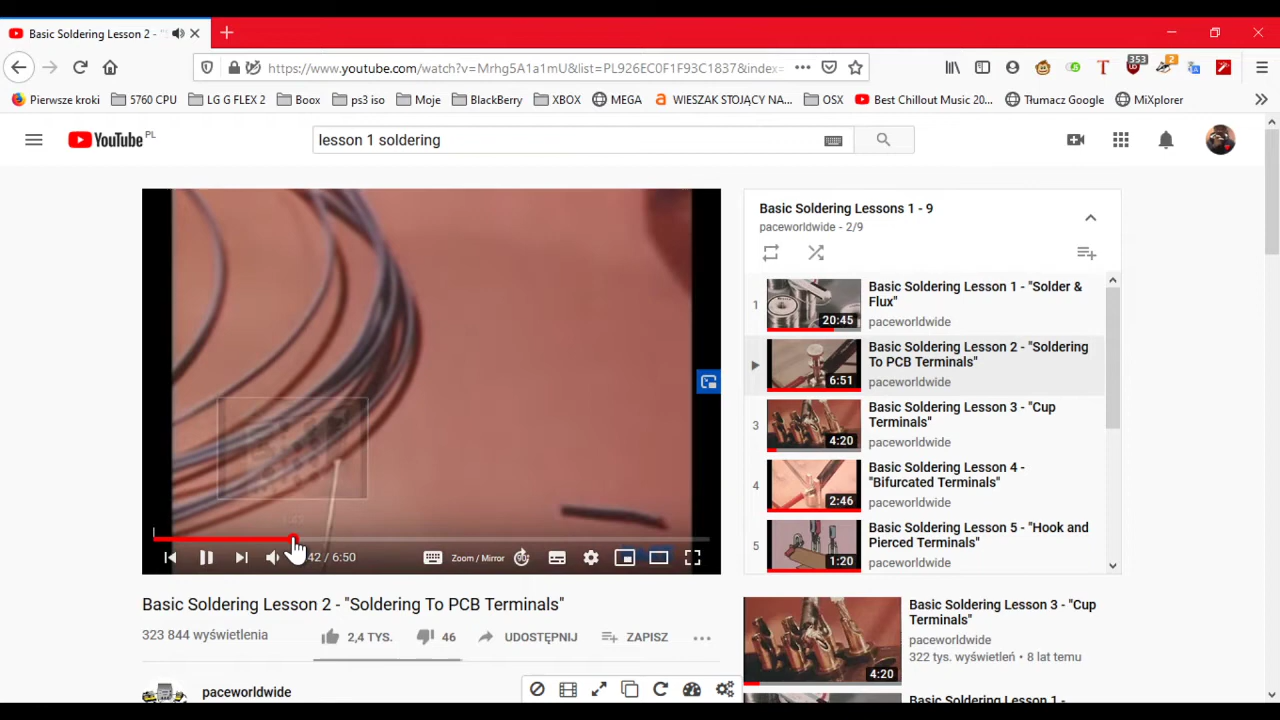 Basic Soldering Lesson 2 - "S
https://www.youtube.com/watch?v=Mrhg5A1a1mU&list=PL926EC0F1F93C1837&index=
353
2
Pierwsze kroki
5760 CPU
LG G FLEX 2
Boox
ps3 iso
Moje
BlackBerry
XBOX
MEGA
WIESZAK STOJĄCY NA...
OSX
Best Chillout Music 20...
Tłumacz Google
MiXplorer
YouTube PL
lesson 1 soldering
Basic Soldering Lessons 1 - 9
paceworldwide - 2/9
1
20:45
Basic Soldering Lesson 1 - "Solder &
Flux"
paceworldwide
6:51
Basic Soldering Lesson 2 - "Soldering
To PCB Terminals"
paceworldwide
3
4:20
Basic Soldering Lesson 3 - "Cup
Terminals"
paceworldwide
4
2:46
Basic Soldering Lesson 4 -
"Bifurcated Terminals"
paceworldwide
5
1:20
Basic Soldering Lesson 5 - "Hook and
Pierced Terminals"
paceworldwide
42 / 6:50
Zoom / Mirror
90°
Basic Soldering Lesson 2 - "Soldering To PCB Terminals"
323 844 wyświetlenia
2,4 TYS.
46
UDOSTĘPNIJ
ZAPISZ
paceworldwide
4:20
Basic Soldering Lesson 3 - "Cup
Terminals"
paceworldwide
322 tys. wyświetleń • 8 lat temu
Basic Soldering Lesson 1 -